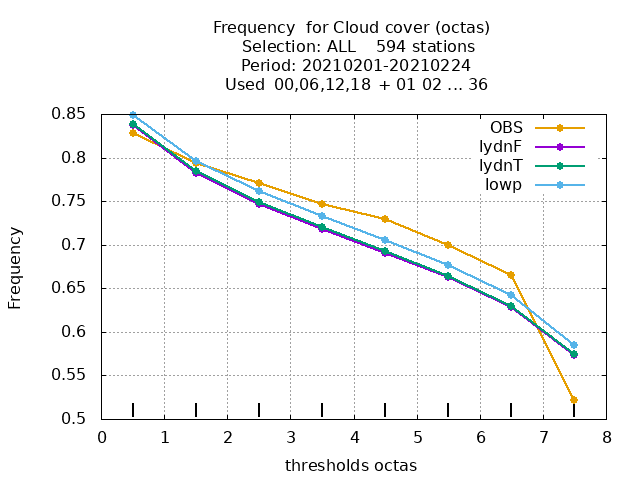 Frequency  for Cloud cover (octas)
Selection: ALL    594 stations
Period: 20210201-20210224
Used  00,06,12,18  + 01 02 ... 36
0.85
0.8
0.75
0.7
0.65
0.6
0.55
0.5
Frequency
OBS
lydnF
lydnT
lowp
0 1 2 3 4 5 6 7 8
thresholds octas